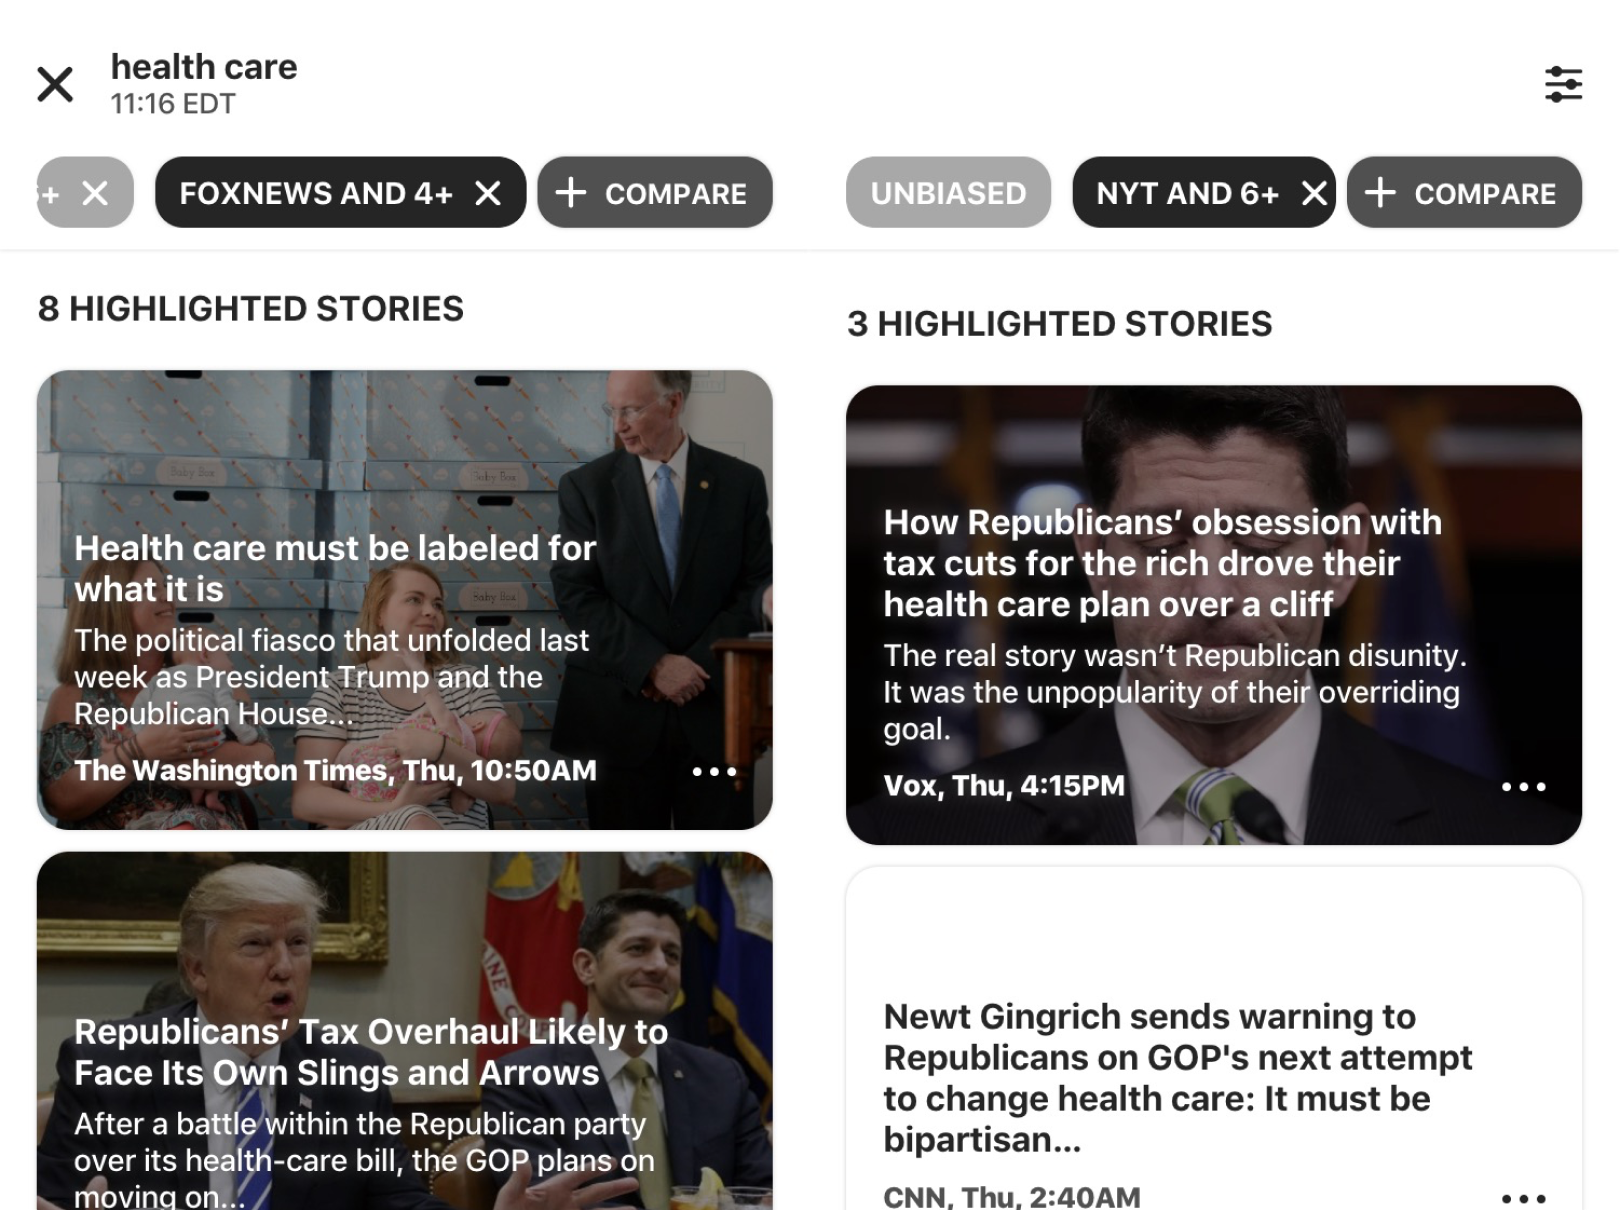 health care
11:16 EDT
+
FOXNEWS AND 4+
COMPARE
UNBIASED
NYT AND 6+
COMPARE
8 HIGHLIGHTED STORIES
Baby Box
Baby Box
Baby Box
Health care must be labeled for
what it is
The political fiasco that unfolded last
week as President Trump and the
Republican House...
The Washington Times, Thu, 10:50AM
Republicans’ Tax Overhaul Likely to
Face Its Own Slings and Arrows
After a battle within the Republican party
over its health-care bill, the GOP plans on
moving on...
3 HIGHLIGHTED STORIES
How Republicans’ obsession with
tax cuts for the rich drove their
health care plan over a cliff
The real story wasn’t Republican disunity.
It was the unpopularity of their overriding
goal.
Vox, Thu, 4:15PM
Newt Gingrich sends warning to
Republicans on GOP's next attempt
to change health care: It must be
bipartisan...
CNN, Thu, 2:40AM